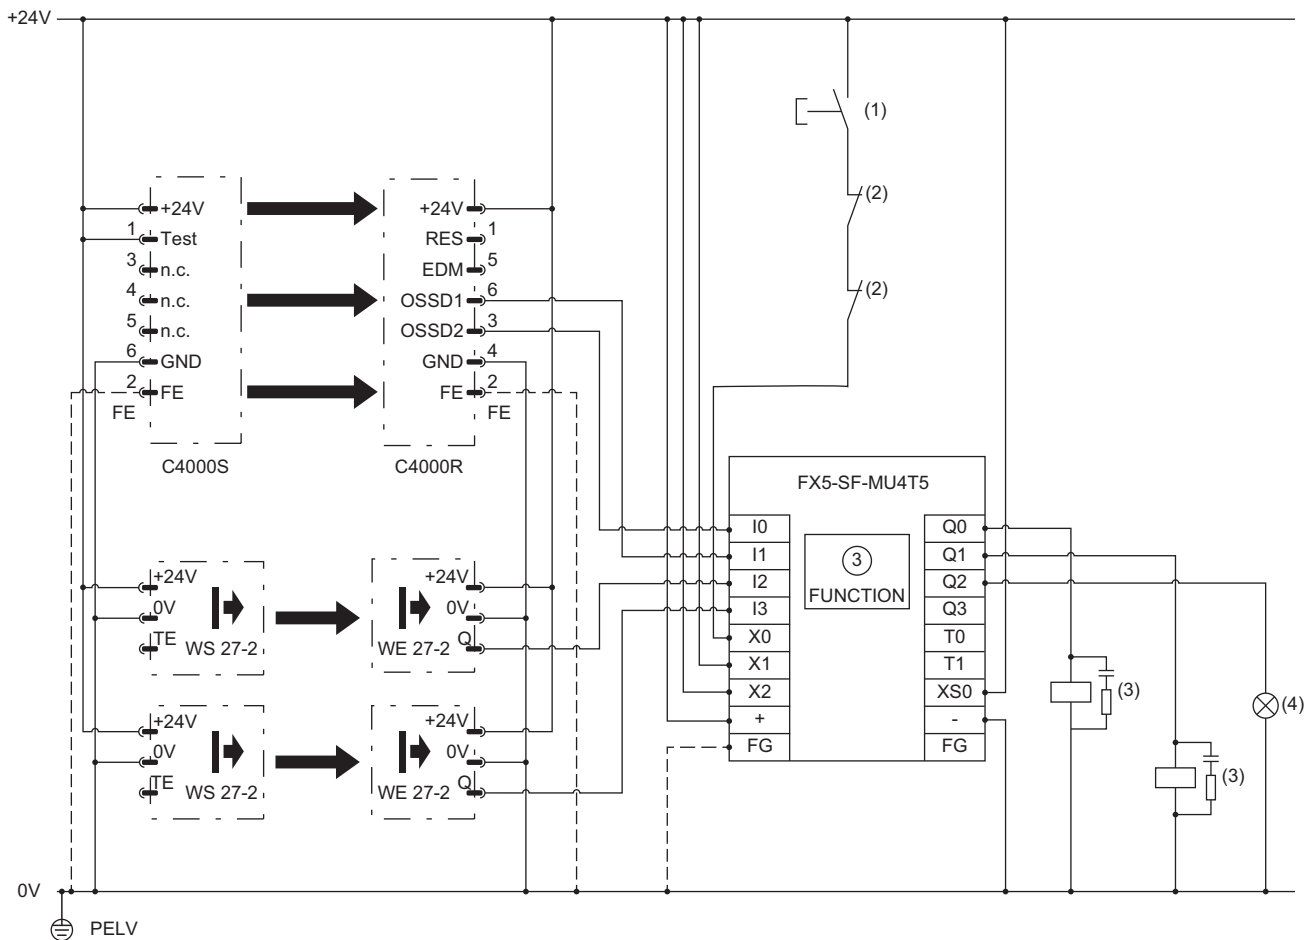 +24V
(1)
(2)
(2)
+24V
1 Test
3 n.c.
4 n.c.
5 n.c.
6 GND
2 FE
FE
C4000S
+24V
RES 1
EDM 5
OSSD1 6
OSSD2 3
GND 4
FE 2
FE
C4000R
+24V
0V
TE WS 27-2
+24V
0V
WE 27-2 Q
+24V
0V
TE WS 27-2
+24V
0V
WE 27-2 Q
FX5-SF-MU4T5
I0
I1
I2
I3
X0
X1
X2
+
FG
3
FUNCTION
Q0
Q1
Q2
Q3
T0
T1
XS0
-
FG
(3)
(3)
(4)
0V
PELV